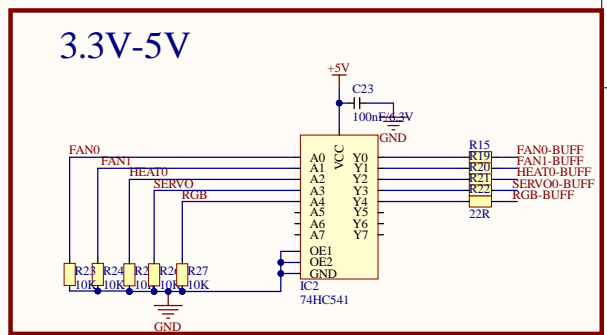 3.3V-5V
+5V
C23
100nF/6.3V
GND
FAN0
FAN1
HEAT0
SERVO
RGB
A0
A1
A2
A3
A4
A5
A6
A7
OE1
OE2
GND
VCC
Y0
Y1
Y2
Y3
Y4
Y5
Y6
Y7
IC2
74HC541
R15
R19
R20
R21
R22
22R
FAN0-BUFF
FAN1-BUFF
HEAT0-BUFF
SERVO0-BUFF
RGB-BUFF
R23
10K
R24
10K
R27
10K
GND